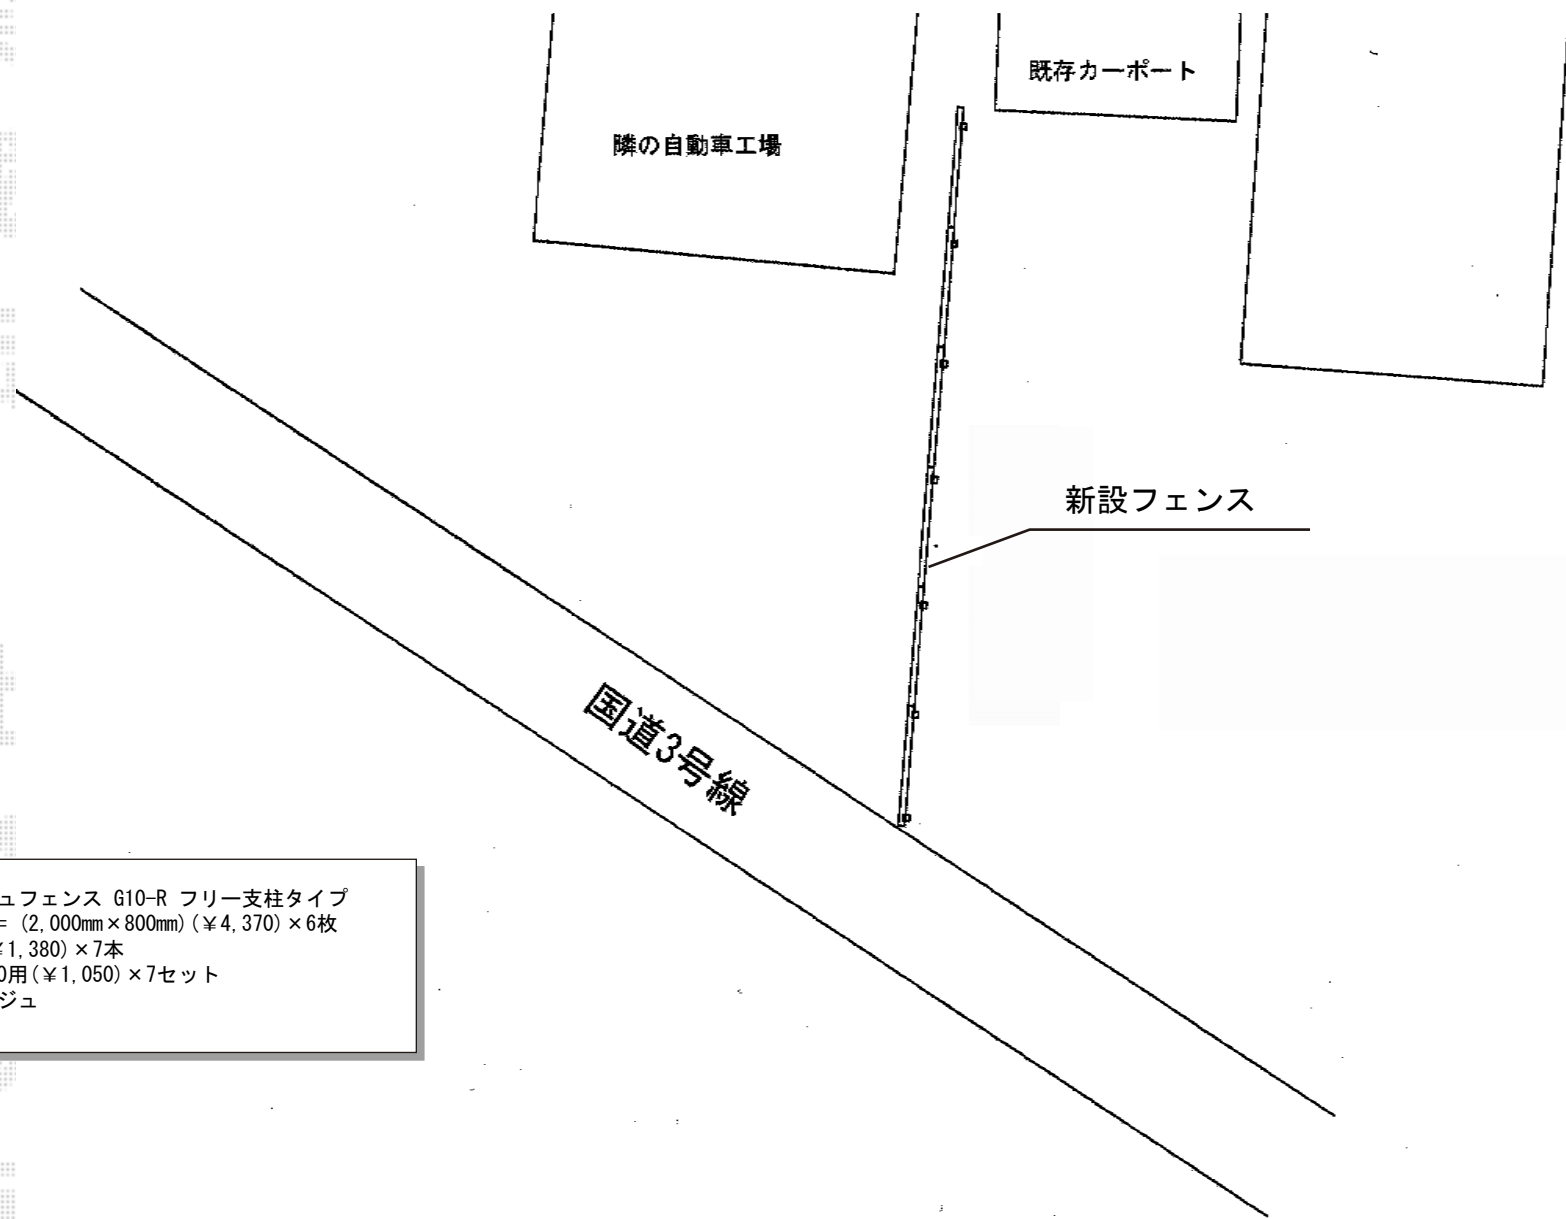 既存カーポート
隣の自動車工場
新設フェンス
国道3号線
ュフェンス G10-R フリー支柱タイプ
= (2,000mm×800mm)(¥4,370)×6枚
¥1,380)×7本
0用(¥1,050)×7セット
ジュ